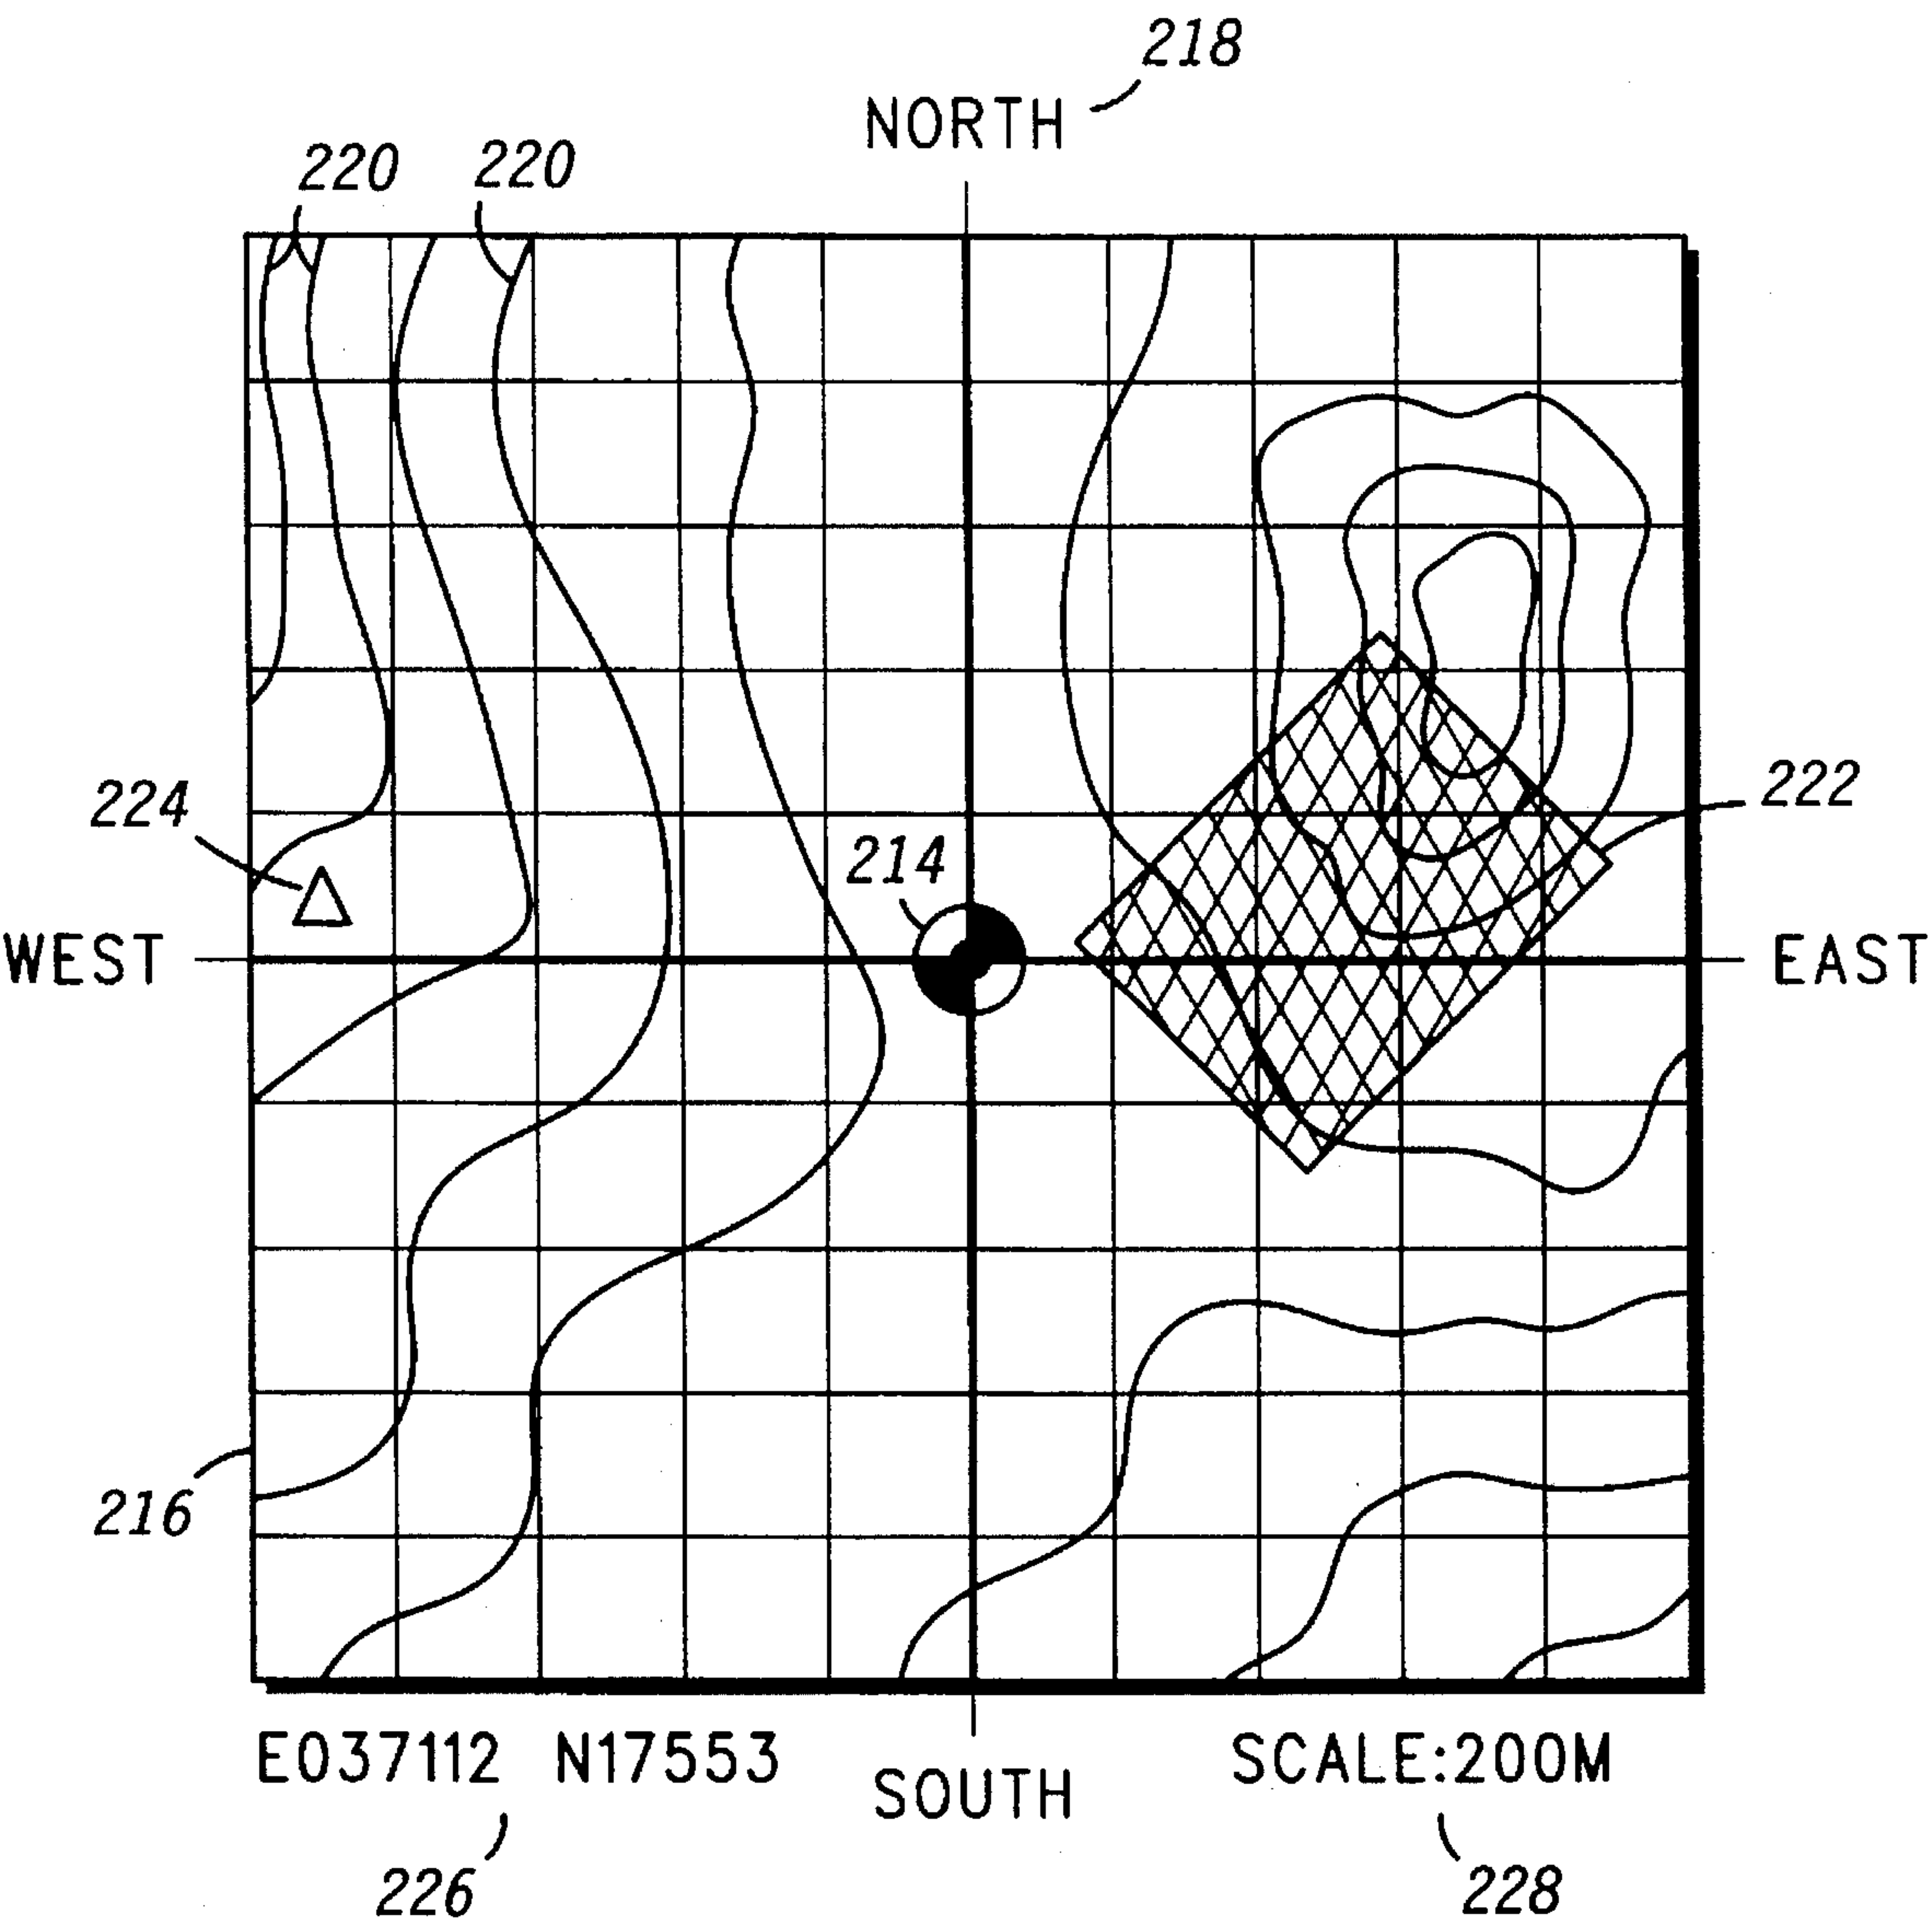 218
NORTH
220 220
224
222
214
WEST
EAST
216
E037112 N17553
SCALE:200M
SOUTH
226
228